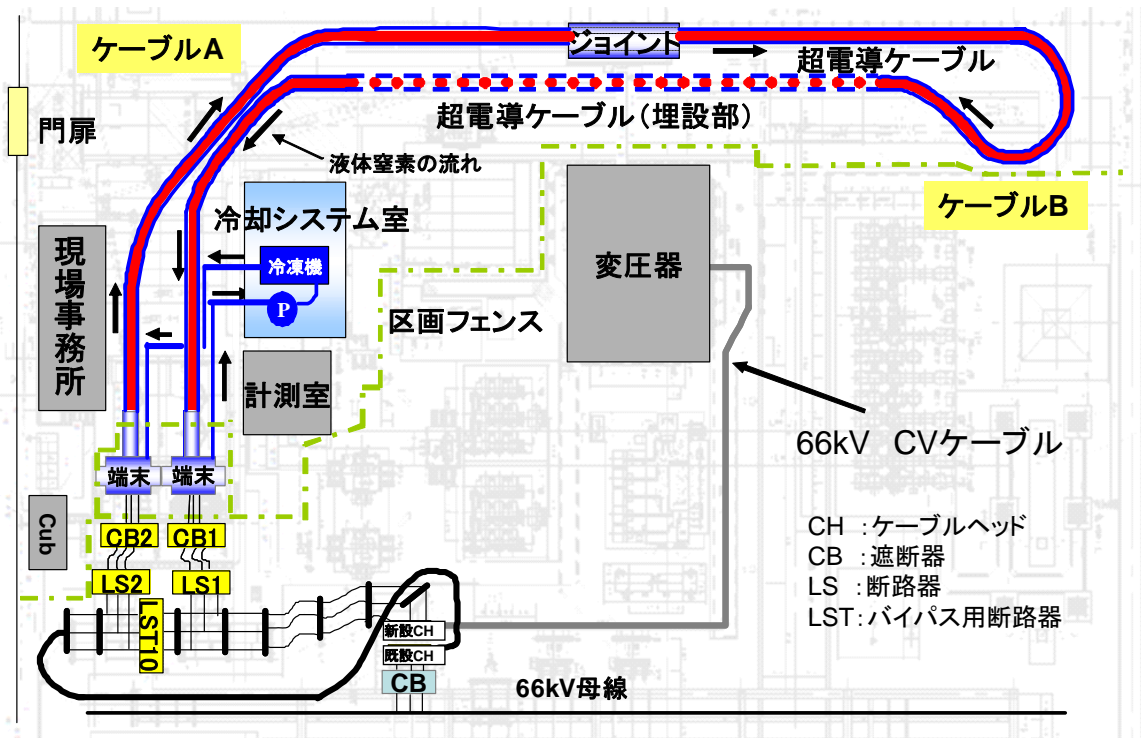 ケーブルA
ジョイント
超電導ケーブル
超電導ケーブル（埋設部）
門扉
液体窒素の流れ
ケーブルB
冷却システム室
冷凍機
P
変圧器
現場事務所
区画フェンス
計測室
66kV CVケーブル
端末
端末
Cub
CB2
CB1
CH ：ケーブルヘッド
CB ：遮断器
LS ：断路器
LST：バイパス用断路器
LS2
LS1
LST10
新設CH
既設CH
CB
66kV母線